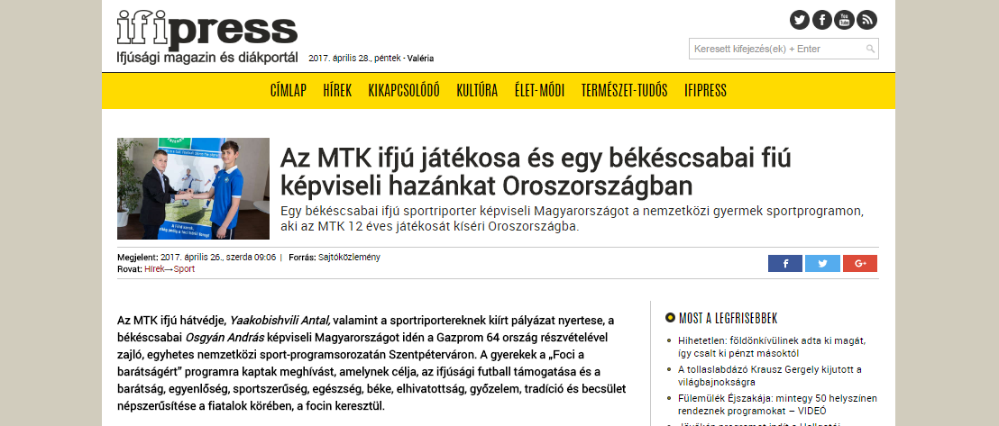 ifipress
Ifjúsági magazin és diákportál
2017. április 28., péntek - Valéria
You
Tube
Keresett kifejezés(ek) + Enter
CÍMLAP HÍREK KIKAPCSOLÓDÓ KULTÚRA ÉLET-MÓDI TERMÉSZET-TUDÓS IFIPRESS
Az MTK ifjú játékosa és egy békéscsabai fiú
képviseli hazánkat Oroszországban
Egy békéscsabai ifjú sportriporter képviseli Magyarországot a nemzetközi gyermek sportprogramon,
aki az MTK 12 éves játékosát kíséri Oroszországba.
Megjelent: 2017. április 26., szerda 09:06 | Forrás: Sajtóközlemény
Rovat: Hírek→Sport
f
G+
Az MTK ifjú hátvédje, Yaakobishvili Antal, valamint a sportriportereknek kiírt pályázat nyertese, a
békéscsabai Osgyán András képviseli Magyarországot idén a Gazprom 64 ország részvételével
zajló, egyhetes nemzetközi sport-programsorozatán Szentpéterváron. A gyerekek a „Foci a
barátságért” programra kaptak meghívást, amelynek célja, az ifjúsági futball támogatása és a
barátság, egyenlőség, sportszerűség, egészség, béke, elhivatottság, győzelem, tradíció és becsület
népszerűsítése a fiatalok körében, a focin keresztül.
MOST A LEGFRISEBBEK
Hihetetlen: földönkívülinek adta ki magát,
így csalt ki pénzt másoktól
A tollaslabdázó Krausz Gergely kijutott a
világbajnokságra
Fülemülék Éjszakája: mintegy 50 helyszínen
rendeznek programokat – VIDEÓ